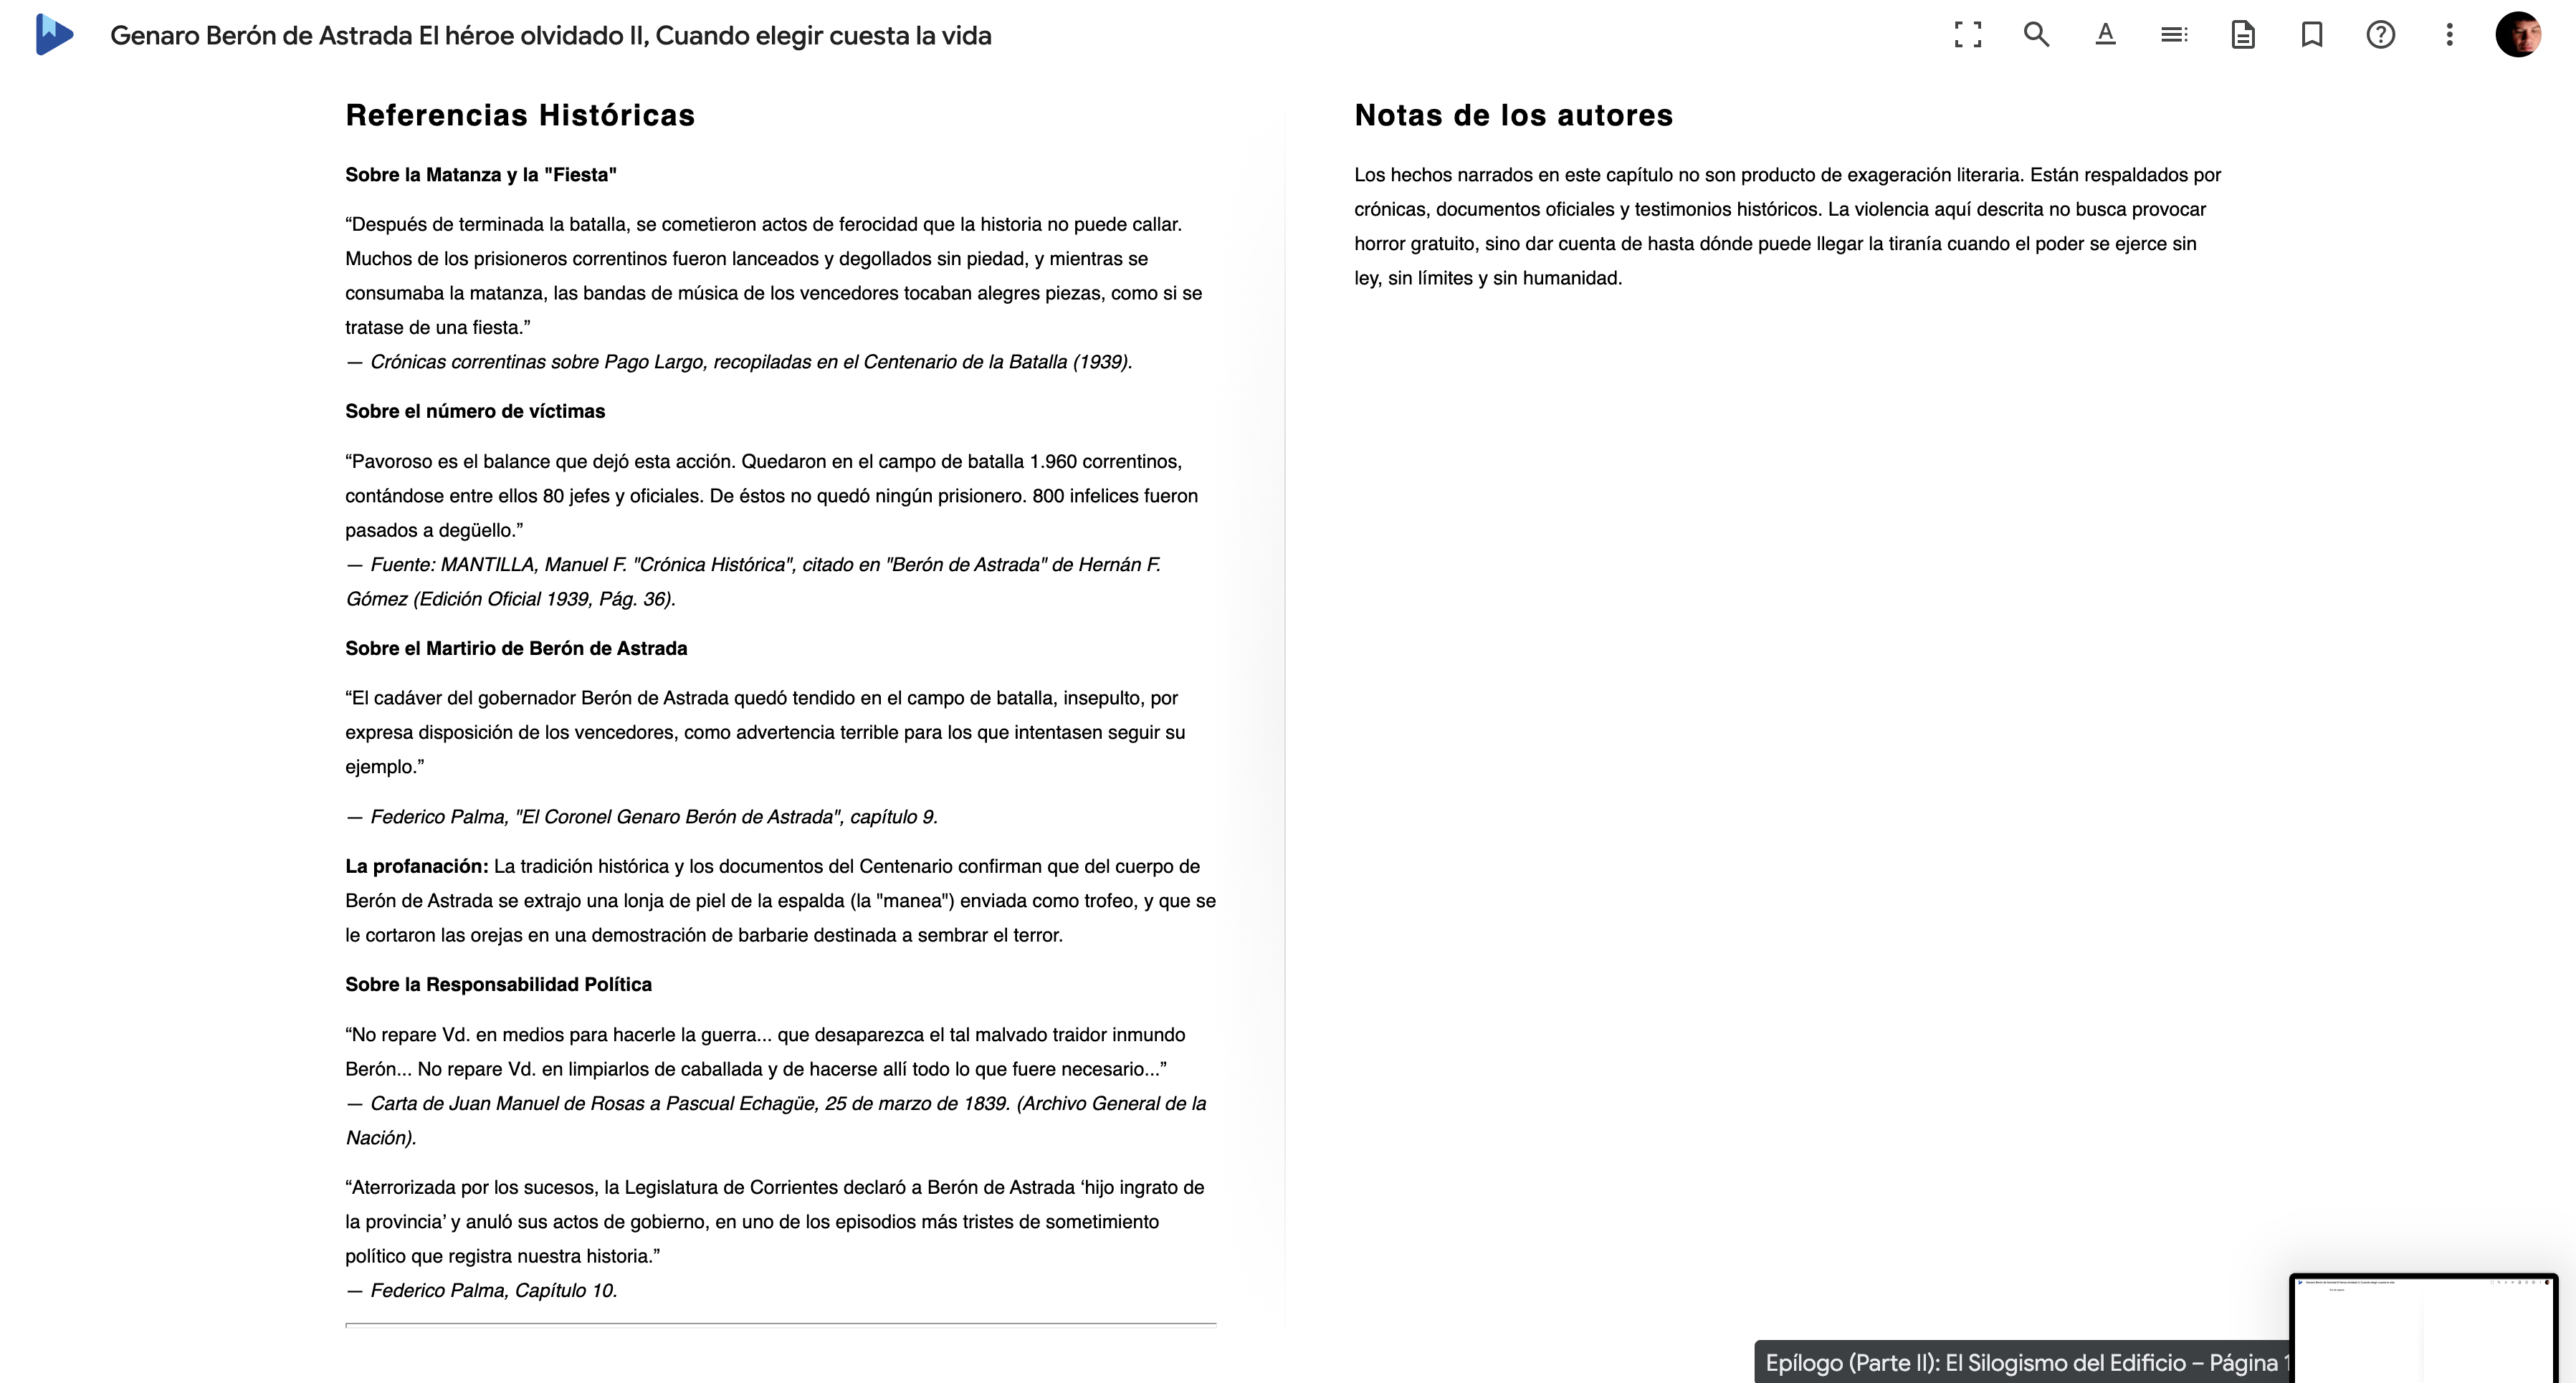 Genaro Berón de Astrada El héroe olvidado II, Cuando elegir cuesta la vida
Referencias Históricas
Sobre la Matanza y la "Fiesta"
“Después de terminada la batalla, se cometieron actos de ferocidad que la historia no puede callar.
Muchos de los prisioneros correntinos fueron lanceados y degollados sin piedad, y mientras se
consumaba la matanza, las bandas de música de los vencedores tocaban alegres piezas, como si se
tratase de una fiesta.”
— Crónicas correntinas sobre Pago Largo, recopiladas en el Centenario de la Batalla (1939).
Sobre el número de víctimas
“Pavoroso es el balance que dejó esta acción. Quedaron en el campo de batalla 1.960 correntinos,
contándose entre ellos 80 jefes y oficiales. De éstos no quedó ningún prisionero. 800 infelices fueron
pasados a degüello.”
— Fuente: MANTILLA, Manuel F. "Crónica Histórica", citado en "Berón de Astrada" de Hernán F.
Gómez (Edición Oficial 1939, Pág. 36).
Sobre el Martirio de Berón de Astrada
“El cadáver del gobernador Berón de Astrada quedó tendido en el campo de batalla, insepulto, por
expresa disposición de los vencedores, como advertencia terrible para los que intentasen seguir su
ejemplo.”
— Federico Palma, "El Coronel Genaro Berón de Astrada", capítulo 9.
La profanación: La tradición histórica y los documentos del Centenario confirman que del cuerpo de
Berón de Astrada se extrajo una lonja de piel de la espalda (la "manea") enviada como trofeo, y que se
le cortaron las orejas en una demostración de barbarie destinada a sembrar el terror.
Sobre la Responsabilidad Política
“No repare Vd. en medios para hacerle la guerra... que desaparezca el tal malvado traidor inmundo
Berón... No repare Vd. en limpiarlos de caballada y de hacerse allí todo lo que fuere necesario...”
— Carta de Juan Manuel de Rosas a Pascual Echagüe, 25 de marzo de 1839. (Archivo General de la
Nación).
“Aterrorizada por los sucesos, la Legislatura de Corrientes declaró a Berón de Astrada ‘hijo ingrato de
la provincia’ y anuló sus actos de gobierno, en uno de los episodios más tristes de sometimiento
político que registra nuestra historia.”
— Federico Palma, Capítulo 10.
Notas de los autores
Los hechos narrados en este capítulo no son producto de exageración literaria. Están respaldados por
crónicas, documentos oficiales y testimonios históricos. La violencia aquí descrita no busca provocar
horror gratuito, sino dar cuenta de hasta dónde puede llegar la tiranía cuando el poder se ejerce sin
ley, sin límites y sin humanidad.
Epílogo (Parte II): El Silogismo del Edificio – Página 1